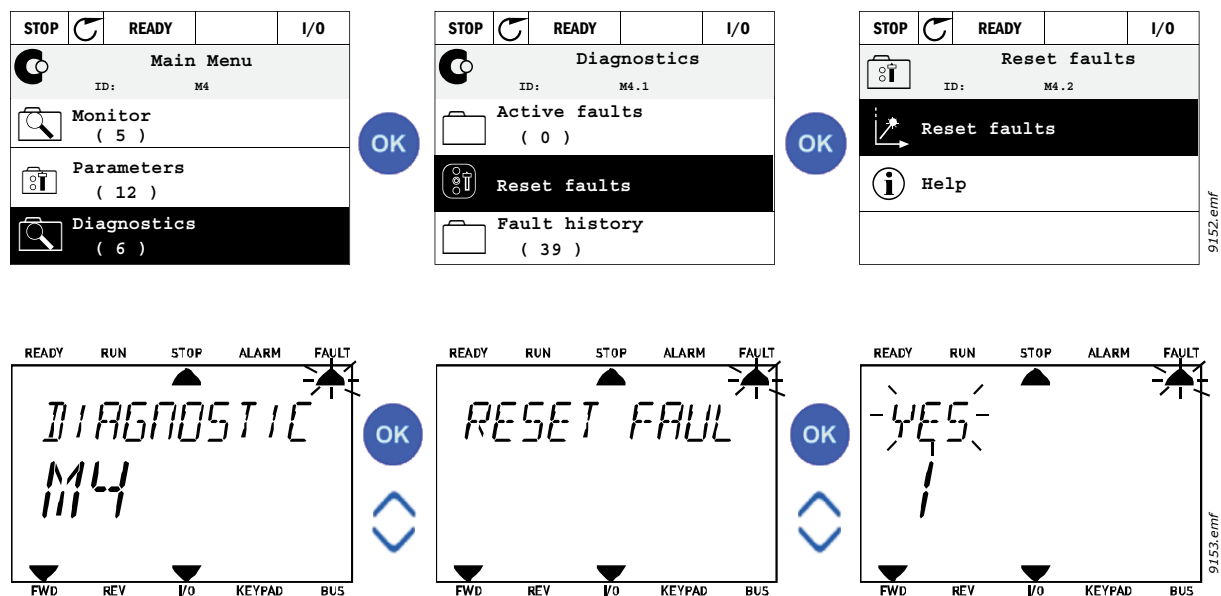 STOP READY I/O
Main Menu
ID: M4
Monitor
( 5 )
Parameters
( 12 )
Diagnostics
( 6 )
OK
STOP READY I/O
Diagnostics
ID: M4.1
Active faults
( 0 )
Reset faults
Fault history
( 39 )
OK
STOP READY I/O
Reset faults
ID: M4.2
Reset faults
Help
9152.emf
READY RUN STOP ALARM FAULT
DIAGNOSTIC
M4
FWD REV I/O KEYPAD BUS
OK
READY RUN STOP ALARM FAULT
RESET FAUL
FWD REV I/O KEYPAD BUS
OK
READY RUN STOP ALARM FAULT
YES
1
FWD REV I/O KEYPAD BUS
9153.emf